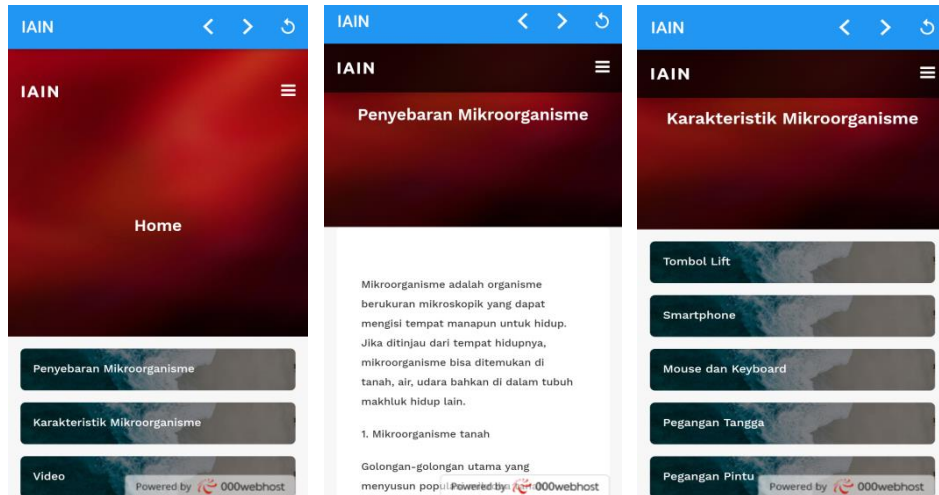 IAIN
IAIN
Home
Penyebaran Mikroorganisme
Karakteristik Mikroorganisme
Video
Powered by 000webhost
IAIN
IAIN
Penyebaran Mikroorganisme
Mikroorganisme adalah organisme
berukuran mikroskopik yang dapat
mengisi tempat manapun untuk hidup.
Jika ditinjau dari tempat hidupnya,
mikroorganisme bisa ditemukan di
tanah, air, udara bahkan di dalam tubuh
makhluk hidup lain.
1. Mikroorganisme tanah
Golongan-golongan utama yang
menyusun
Powered by 000webhost
IAIN
IAIN
Karakteristik Mikroorganisme
Tombol Lift
Smartphone
Mouse dan Keyboard
Pegangan Tangga
Pegangan Pintu
Powered by 000webhost